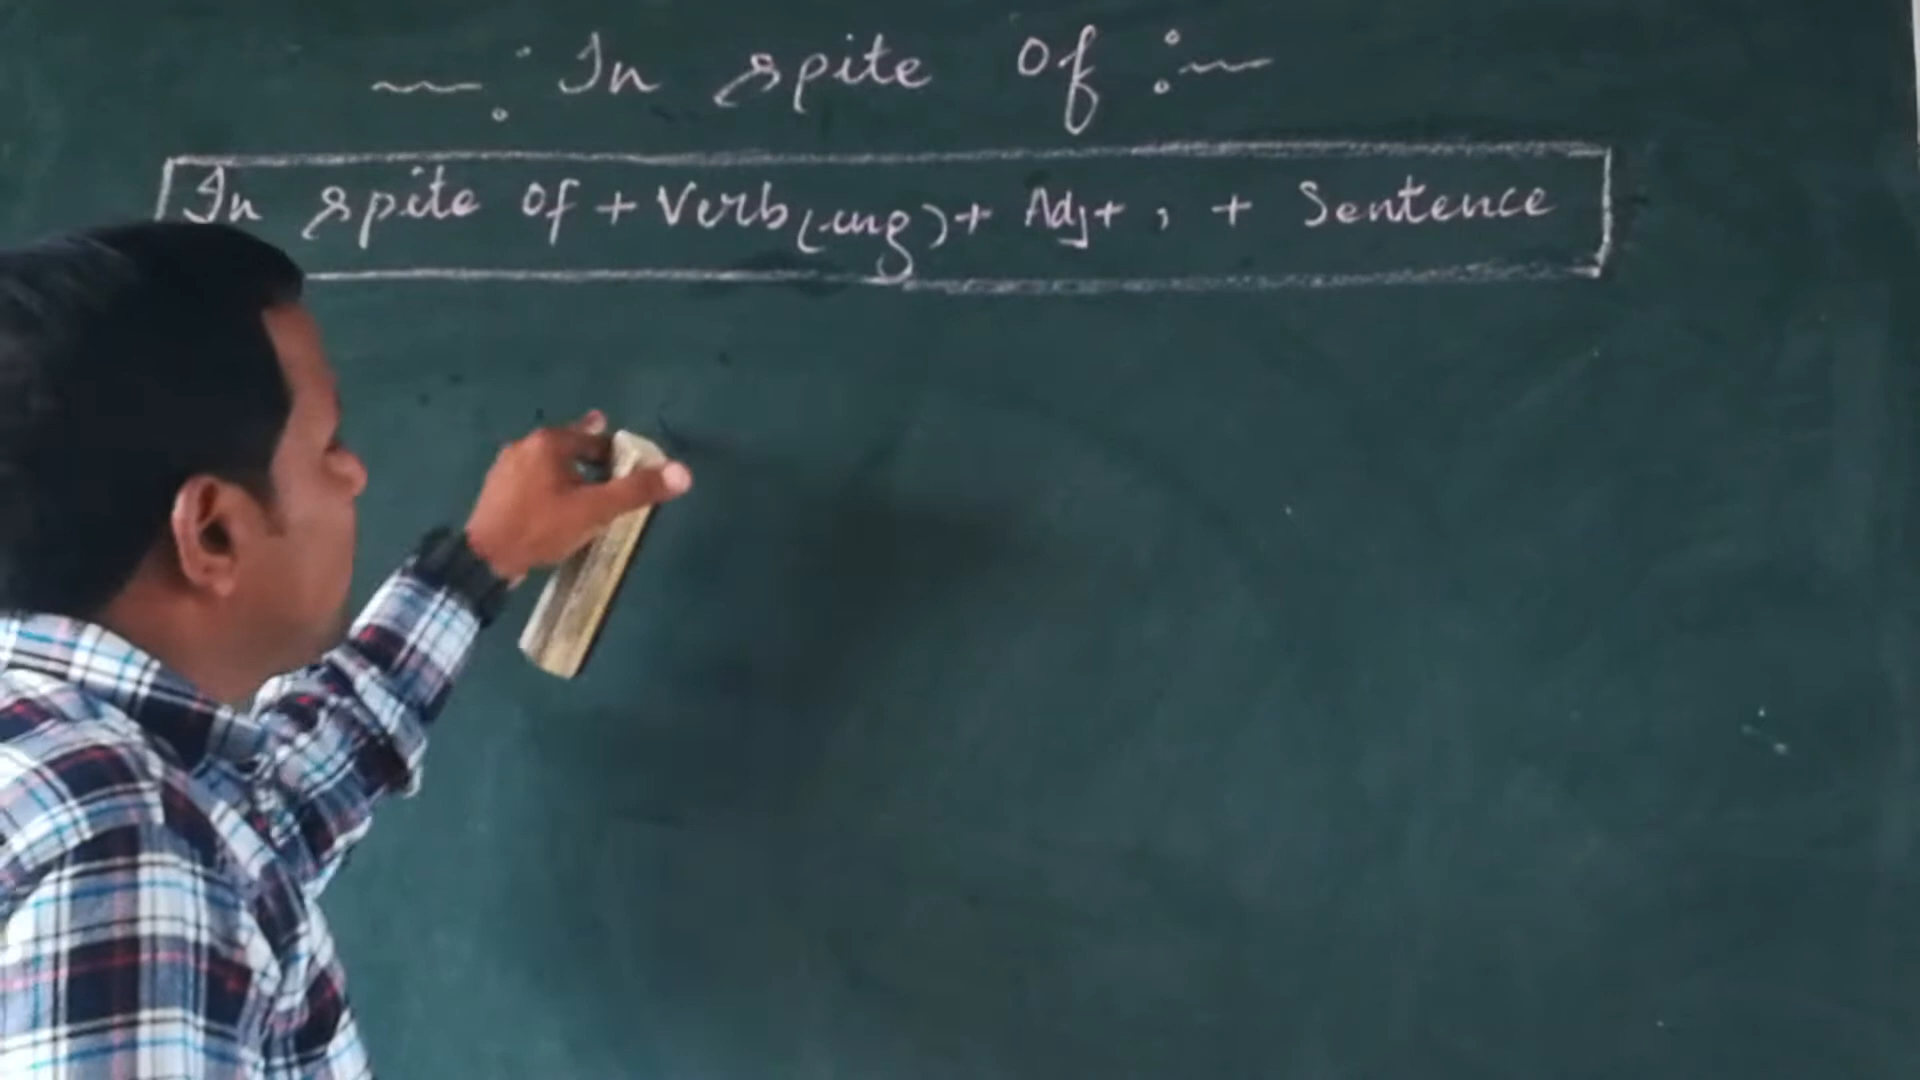 ~ : In spite of : ~
In spite of + Verb (-ing) + Adj + , + Sentence